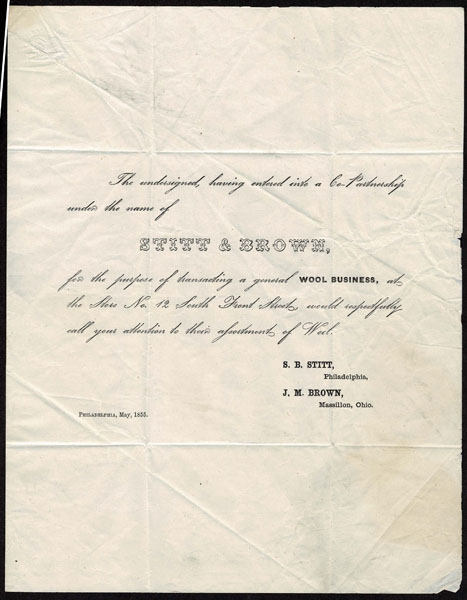 The undersigned, having entered into a Co-Partnership
under the name of
STITT & BROWN,
for the purpose of transacting a general WOOL BUSINESS, at
the Store No. 12 South Front Street, would respectfully
call your attention to their assortment of Wool.
S. B. STITT,
Philadelphia,
J. M. BROWN,
Massillon, Ohio.
PHILADELPHIA, May, 1855.